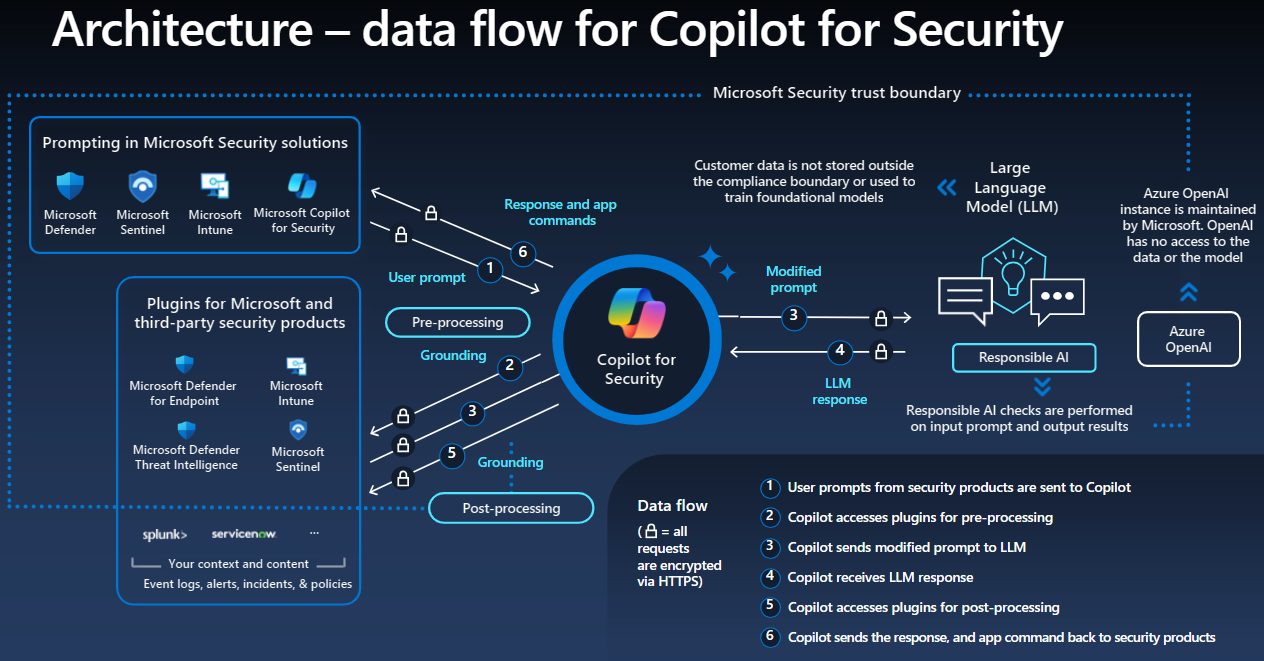 Architecture – data flow for Copilot for Security
Microsoft Security trust boundary
Prompting in Microsoft Security solutions
Microsoft
Defender
Microsoft
Sentinel
Microsoft
Intune
Microsoft Copilot
for Security
Plugins for Microsoft and
third-party security products
Microsoft Defender
for Endpoint
Microsoft
Intune
Microsoft Defender
Threat Intelligence
Microsoft
Sentinel
splunk>
servicenow
...
Your context and content
Event logs, alerts, incidents, & policies
Response and app
commands
6
1
User prompt
Pre-processing
Grounding
2
3
5
Grounding
Post-processing
Copilot for
Security
Customer data is not stored outside
the compliance boundary or used to
train foundational models
Large
Language
Model (LLM)
Modified
prompt
3
4
LLM
response
Responsible AI
Responsible AI checks are performed
on input prompt and output results
Azure OpenAI
instance is maintained
by Microsoft. OpenAI
has no access to the
data or the model
Azure
OpenAI
Data flow
( = all
requests
are encrypted
via HTTPS)
1 User prompts from security products are sent to Copilot
2 Copilot accesses plugins for pre-processing
3 Copilot sends modified prompt to LLM
4 Copilot receives LLM response
5 Copilot accesses plugins for post-processing
6 Copilot sends the response, and app command back to security products